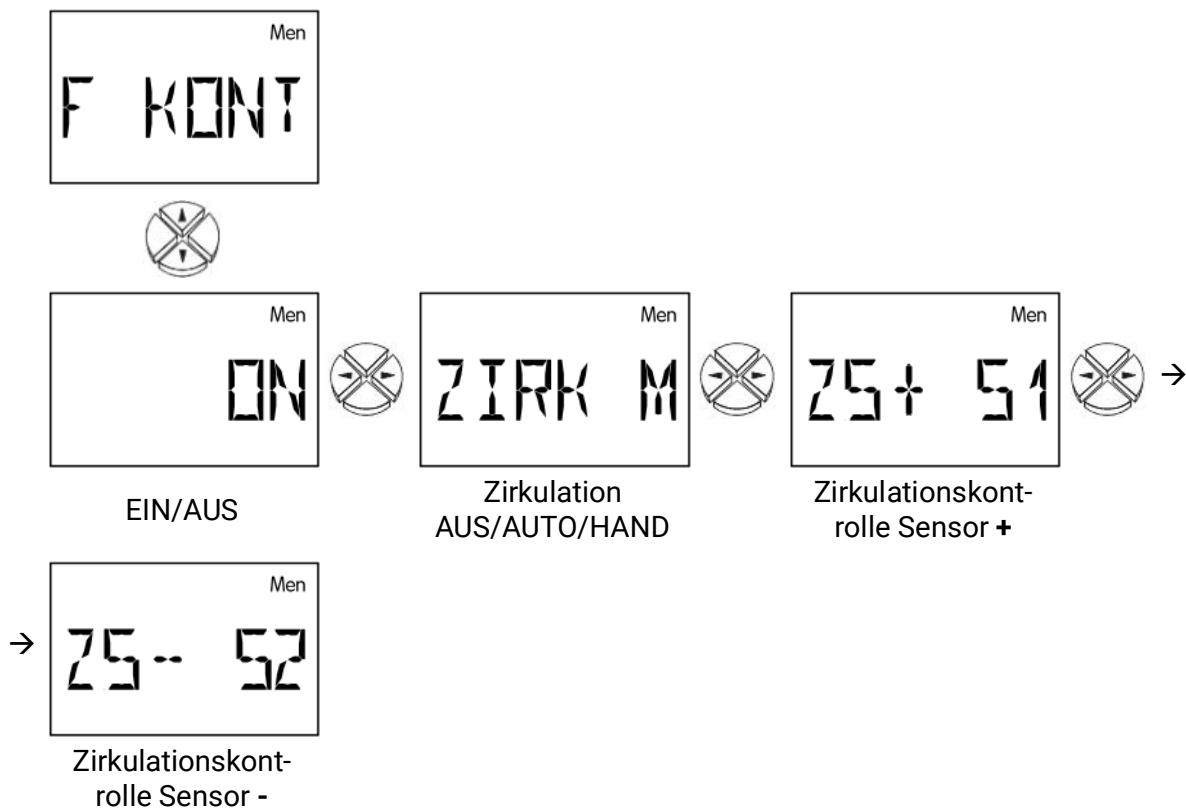 Men
F KONT
Men
ON
Men
ZIRK M
Men
ZS+ S1
→
EIN/AUS
Zirkulation
AUS/AUTO/HAND
Zirkulationskont-
rolle Sensor +
→
Men
ZS- S2
Zirkulationskont-
rolle Sensor -